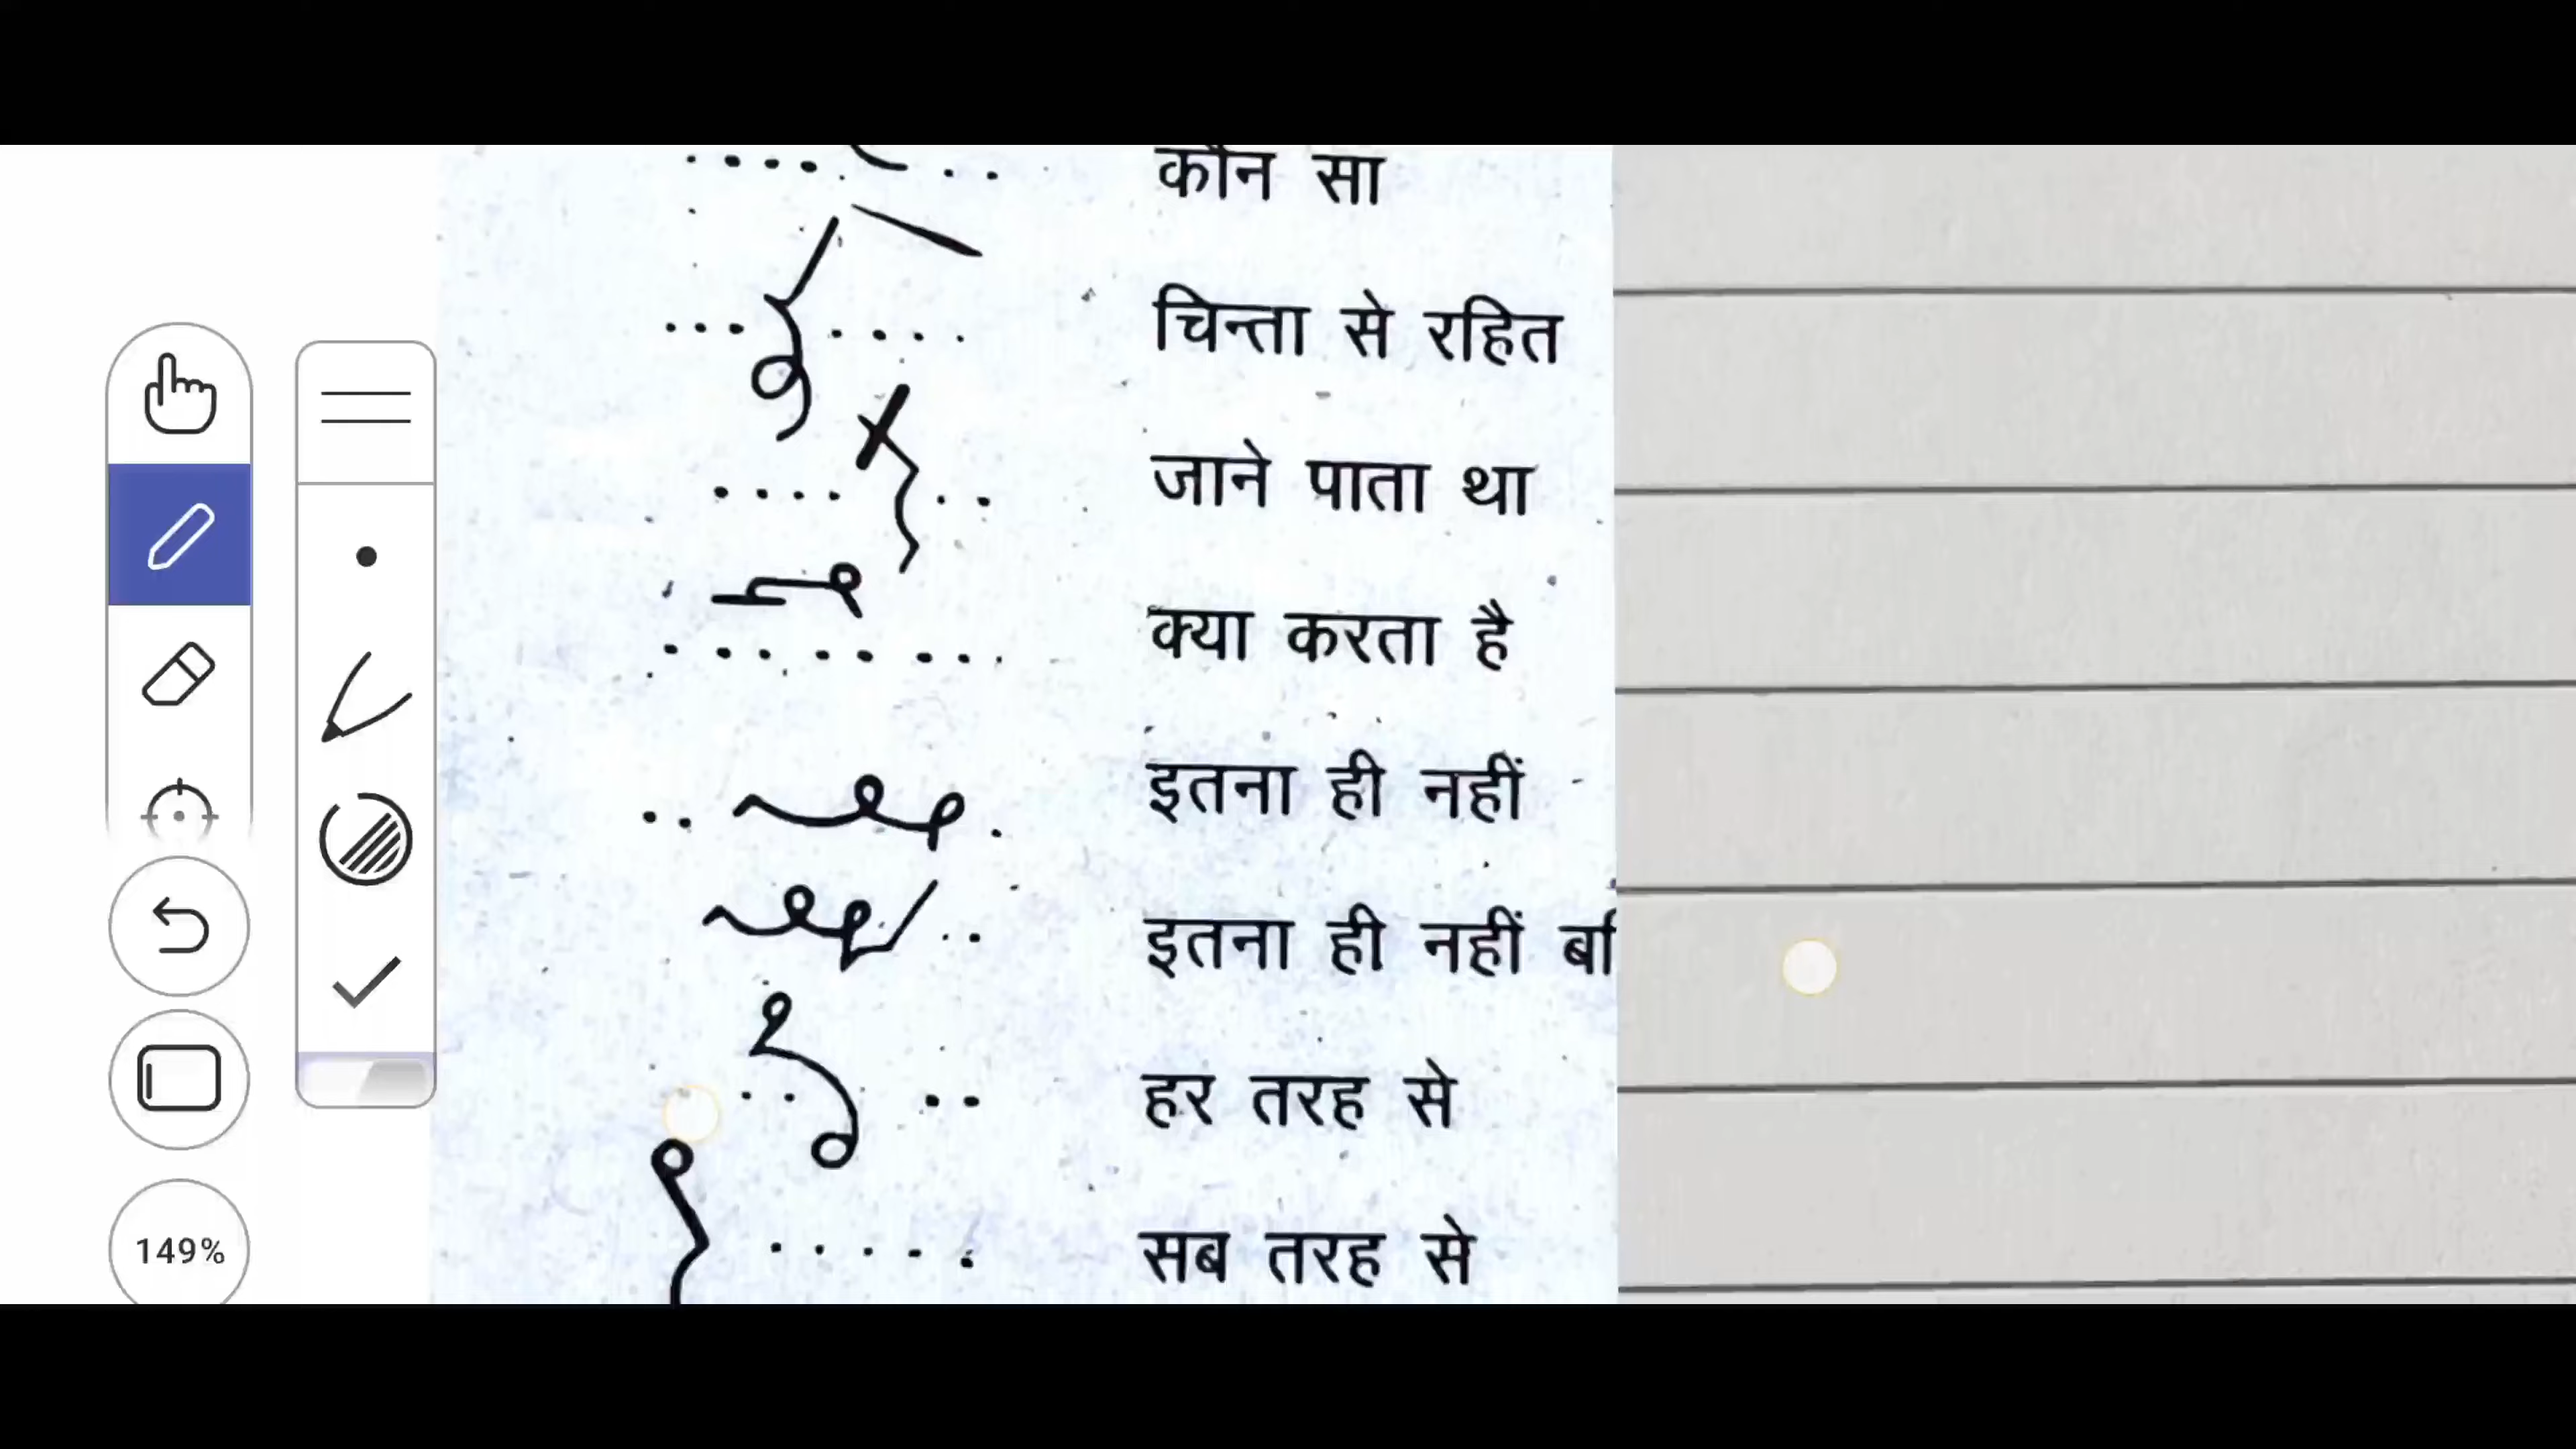 कौन सा
चिन्ता से रहित
जाने पाता था
क्या करता है
इतना ही नहीं
इतना ही नहीं
हर तरह से
सब तरह से
149%